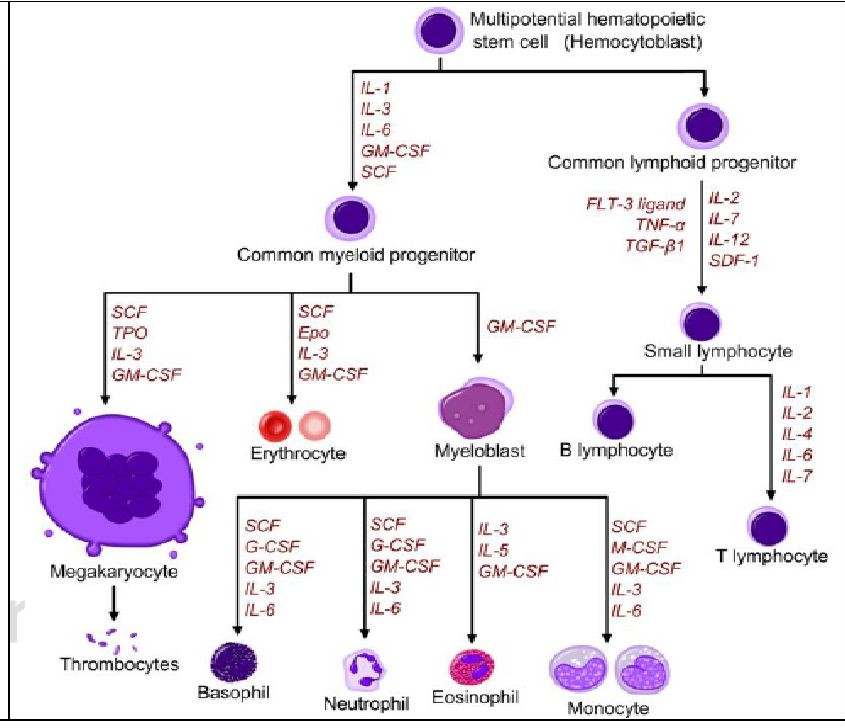 Multipotential hematopoietic
stem cell (Hemocytoblast)
IL-1
IL-3
IL-6
GM-CSF
SCF
Common myeloid progenitor
Common lymphoid progenitor
FLT-3 ligand
TNF-α
TGF-β1
IL-2
IL-7
IL-12
SDF-1
Small lymphocyte
SCF
TPO
IL-3
GM-CSF
SCF
Epo
IL-3
GM-CSF
GM-CSF
Megakaryocyte
Erythrocyte
Myeloblast
B lymphocyte
IL-1
IL-2
IL-4
IL-6
IL-7
T lymphocyte
Thrombocytes
SCF
G-CSF
GM-CSF
IL-3
IL-6
SCF
G-CSF
GM-CSF
IL-3
IL-6
IL-3
IL-5
GM-CSF
SCF
M-CSF
GM-CSF
IL-3
IL-6
Basophil
Neutrophil
Eosinophil
Monocyte